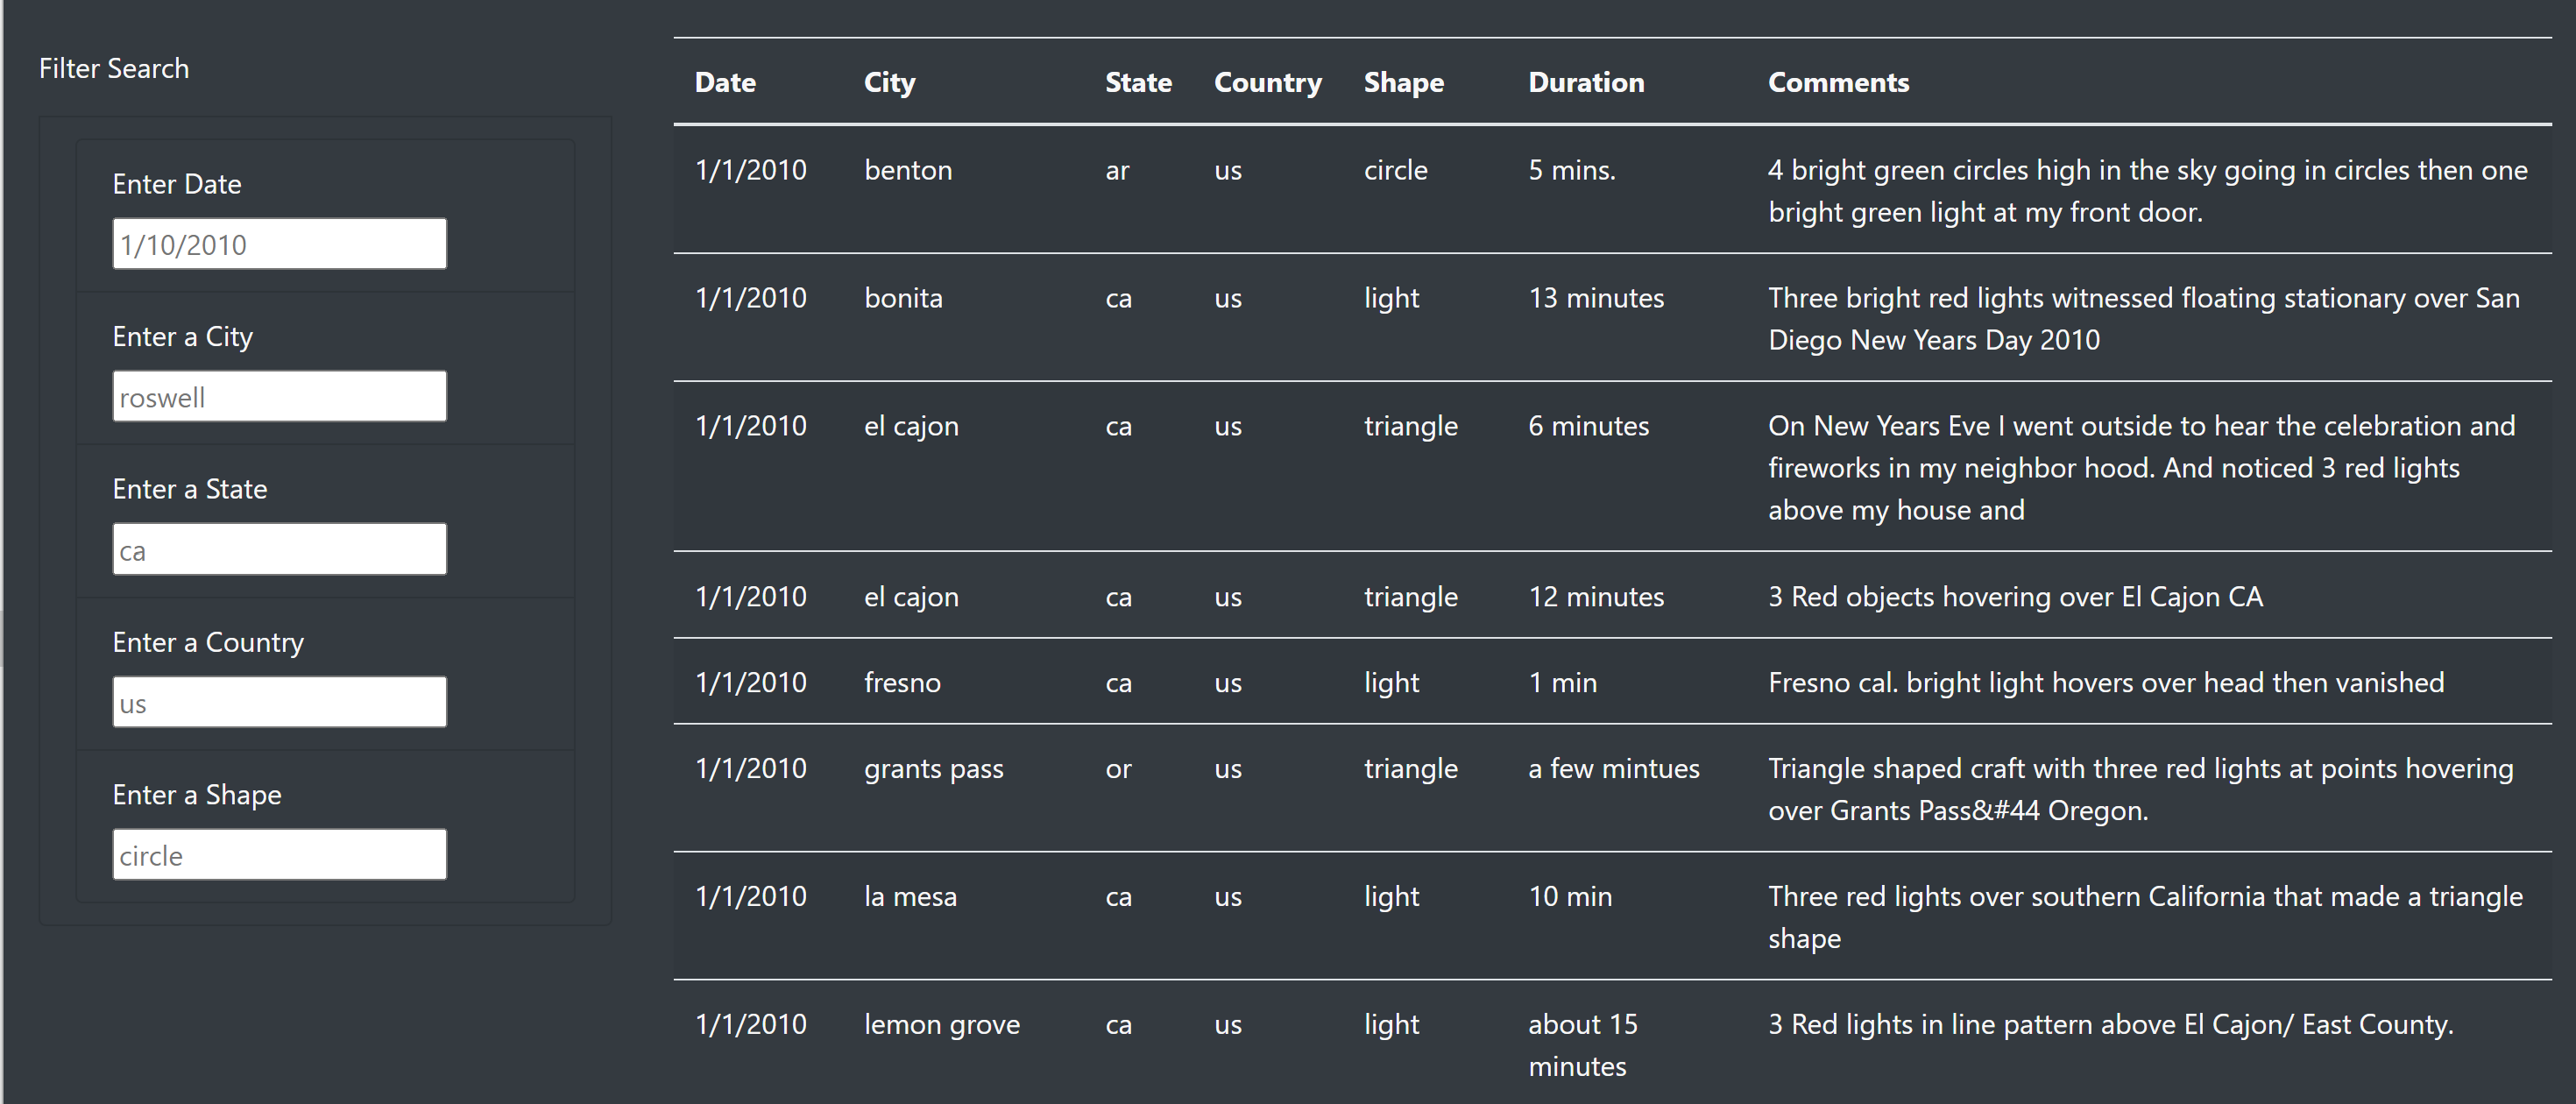 Filter Search
Enter Date
1/10/2010
Enter a City
roswell
Enter a State
ca
Enter a Country
us
Enter a Shape
circle
Date City State Country Shape Duration Comments
1/1/2010 benton ar us circle 5 mins. 4 bright green circles high in the sky going in circles then one
bright green light at my front door.
1/1/2010 bonita ca us light 13 minutes Three bright red lights witnessed floating stationary over San
Diego New Years Day 2010
1/1/2010 el cajon ca us triangle 6 minutes On New Years Eve I went outside to hear the celebration and
fireworks in my neighbor hood. And noticed 3 red lights
above my house and
1/1/2010 el cajon ca us triangle 12 minutes 3 Red objects hovering over El Cajon CA
1/1/2010 fresno ca us light 1 min Fresno cal. bright light hovers over head then vanished
1/1/2010 grants pass or us triangle a few mintues Triangle shaped craft with three red lights at points hovering
over Grants Pass&#44 Oregon.
1/1/2010 la mesa ca us light 10 min Three red lights over southern California that made a triangle
shape
1/1/2010 lemon grove ca us light about 15 3 Red lights in line pattern above El Cajon/ East County.
minutes